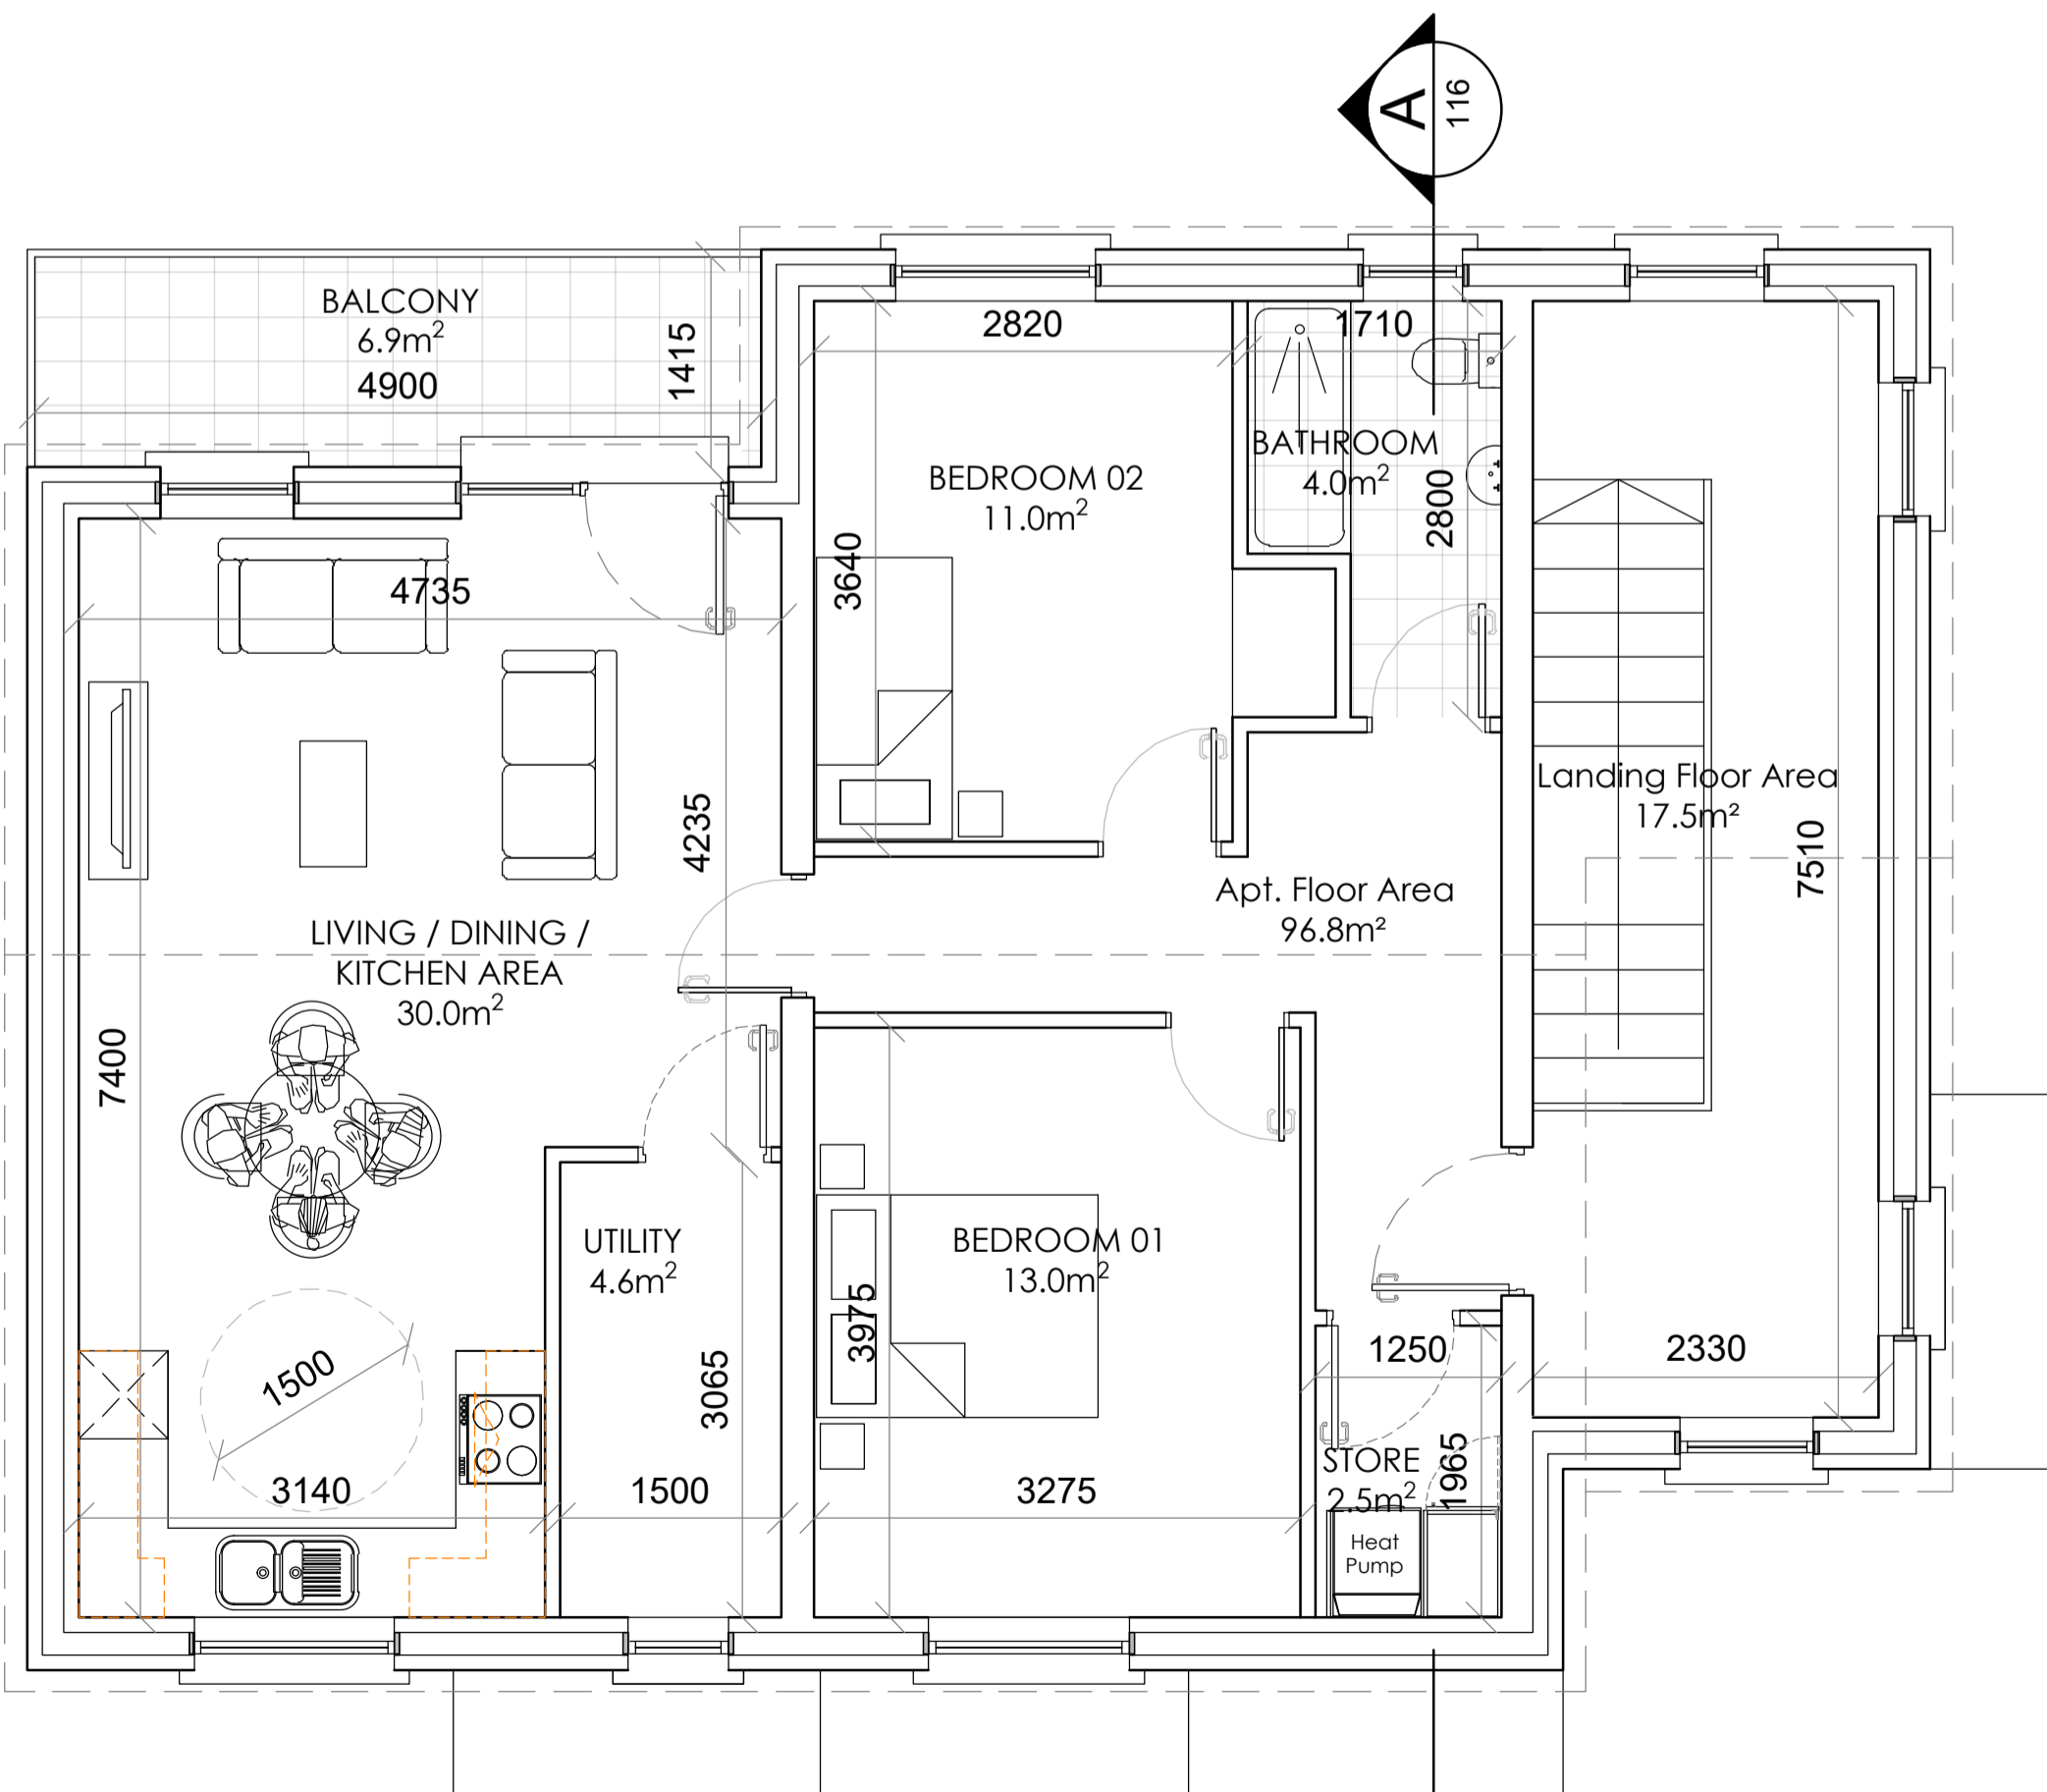 A
116
BALCONY
6.9m²
4900
1415
2820
1710
BEDROOM 02
11.0m²
3640
BATHROOM
4.0m²
2800
4735
4235
Landing Floor Area
17.5m²
7510
Apt. Floor Area
96.8m²
LIVING / DINING /
KITCHEN AREA
30.0m²
7400
UTILITY
4.6m²
3065
BEDROOM 01
13.0m²
3975
1500
3140
1500
3275
1250
2330
STORE
2.5m²
1965
Heat
Pump